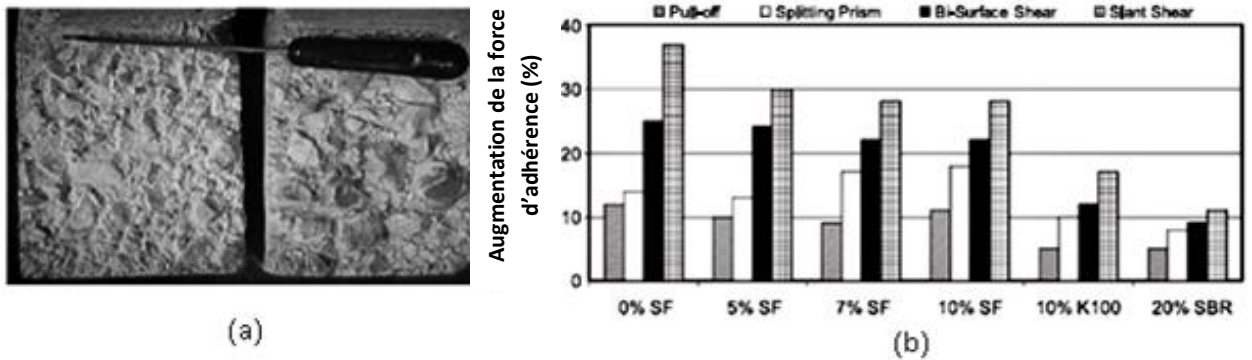 Pull-off Splitting Prism Bi-Surface Shear Slant Shear
Augmentation de la force
d'adhérence (%)
40
30
20
10
0
0% SF 5% SF 7% SF 10% SF 10% K100 20% SBR
(a)
(b)